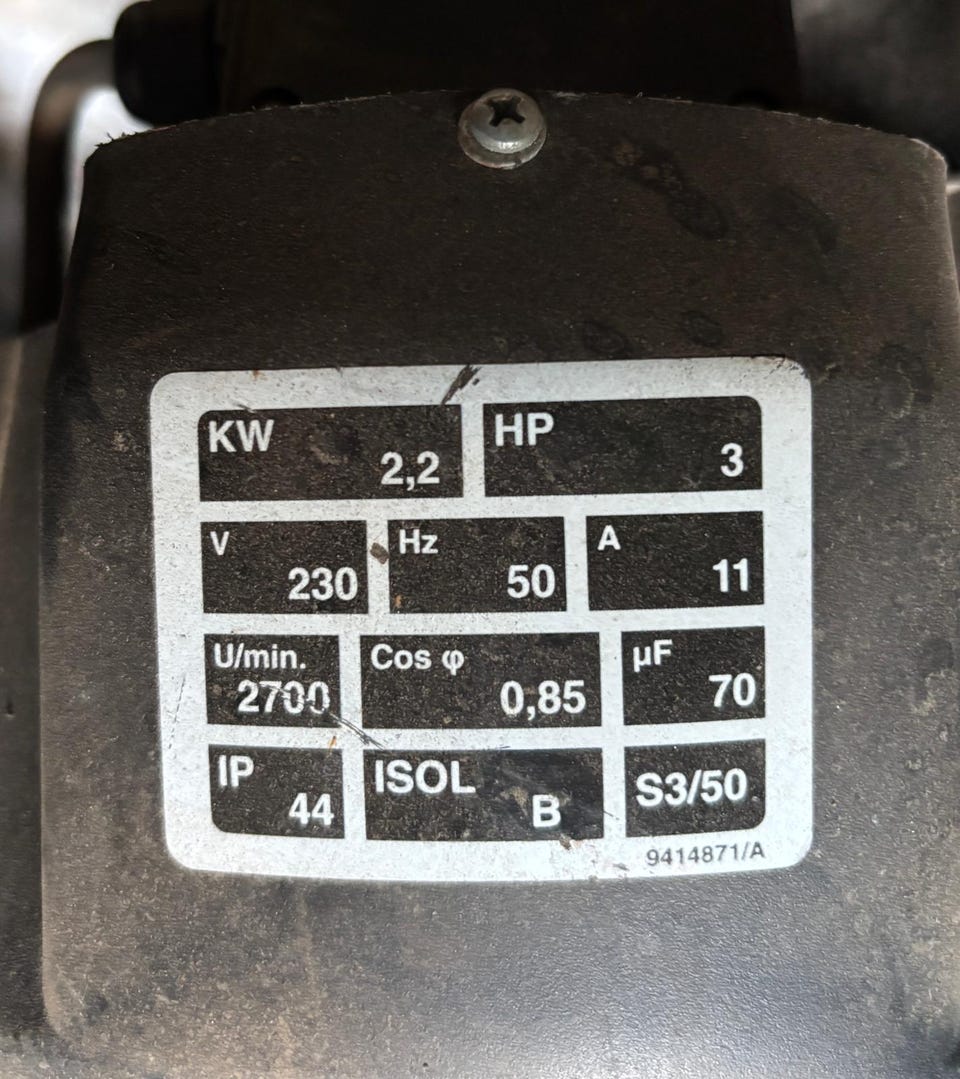 KW 2,2 HP 3
V 230 Hz 50 A 11
U/min. 2700 Cos φ 0,85 µF 70
IP 44 ISOL B S3/50
9414871/A